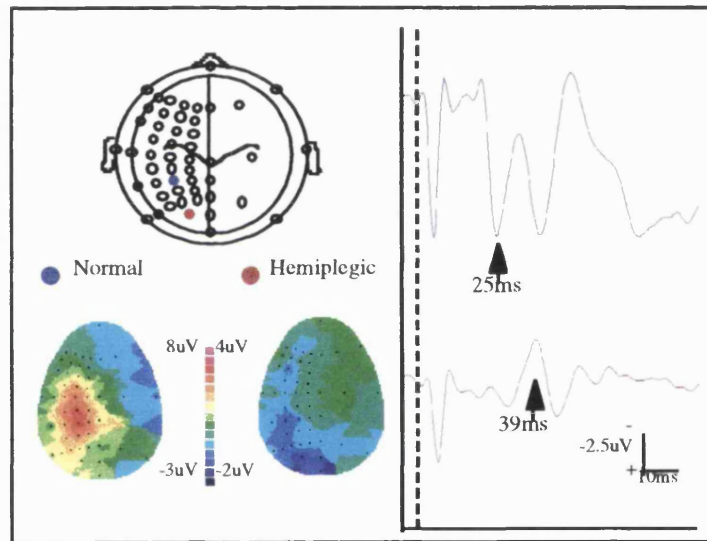 Normal
Hemiplegic
8uV 4uV
-3uV -2uV
25ms
39ms
-
-2.5uV
+
10ms